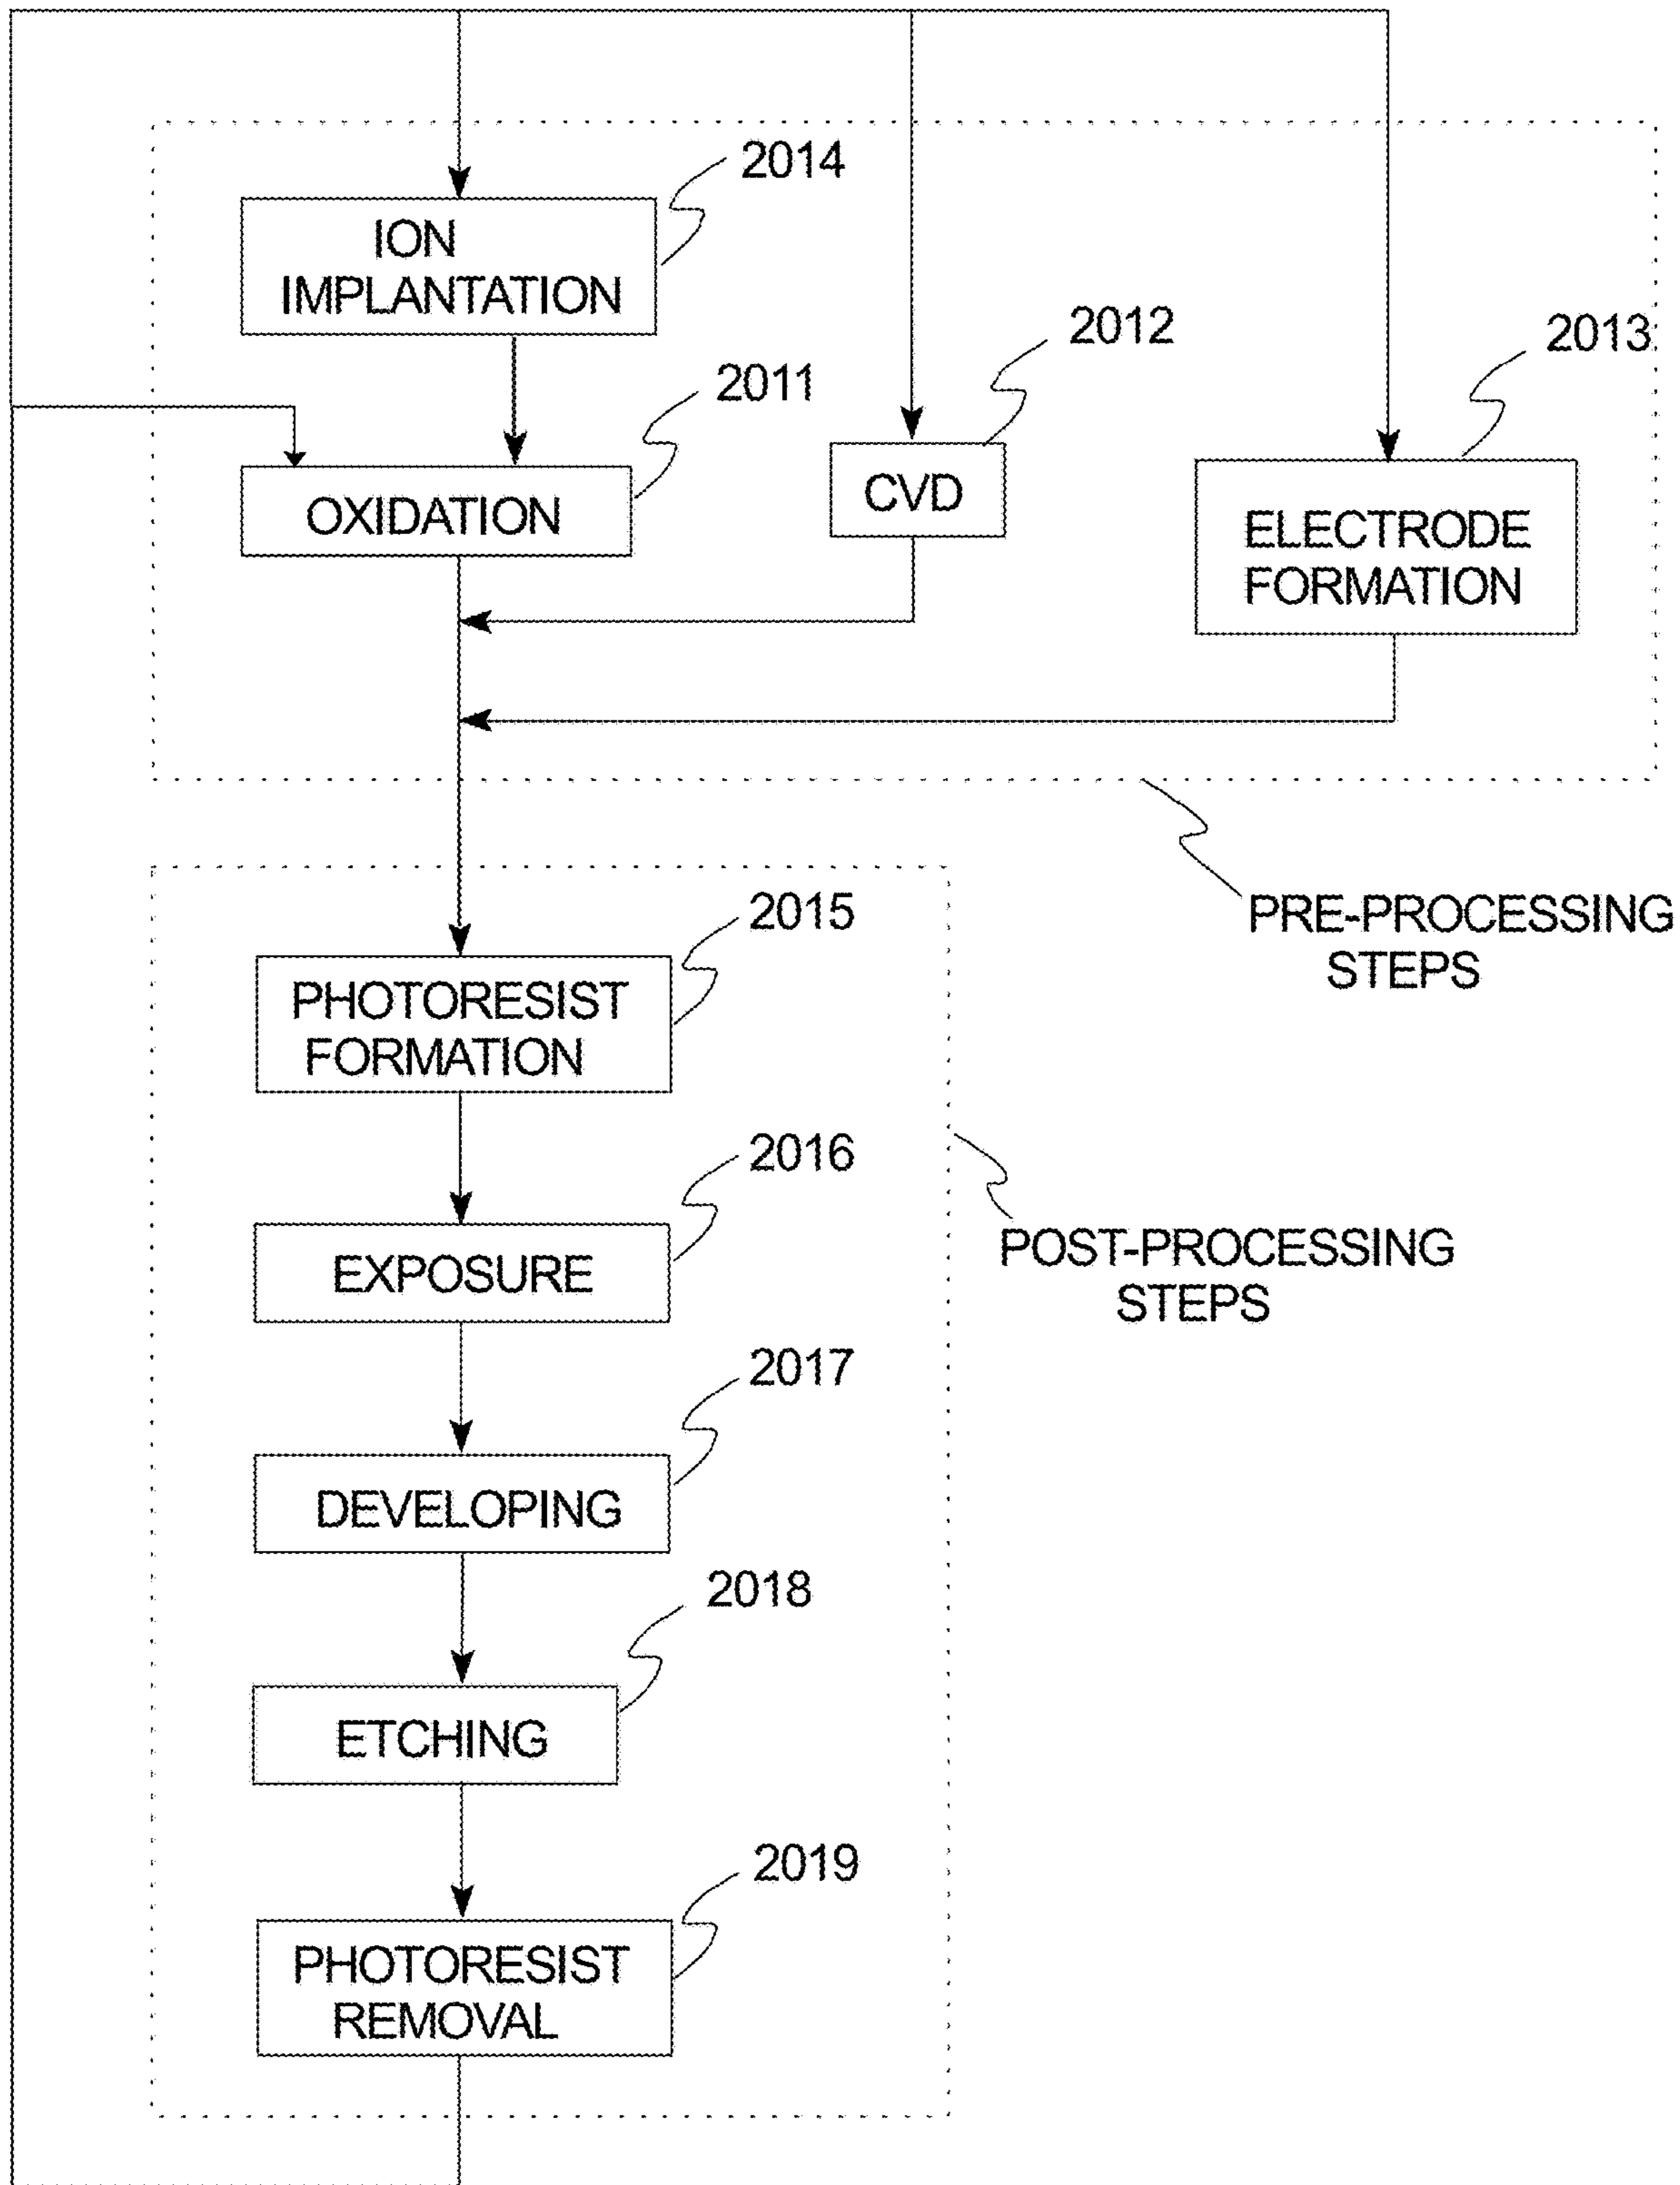 2014
ION
IMPLANTATION
2012
2013
2011
OXIDATION
CVD
ELECTRODE
FORMATION
PRE-PROCESSING
STEPS
2015
PHOTORESIST
FORMATION
2016
EXPOSURE
POST-PROCESSING
STEPS
2017
DEVELOPING
2018
ETCHING
2019
PHOTORESIST
REMOVAL